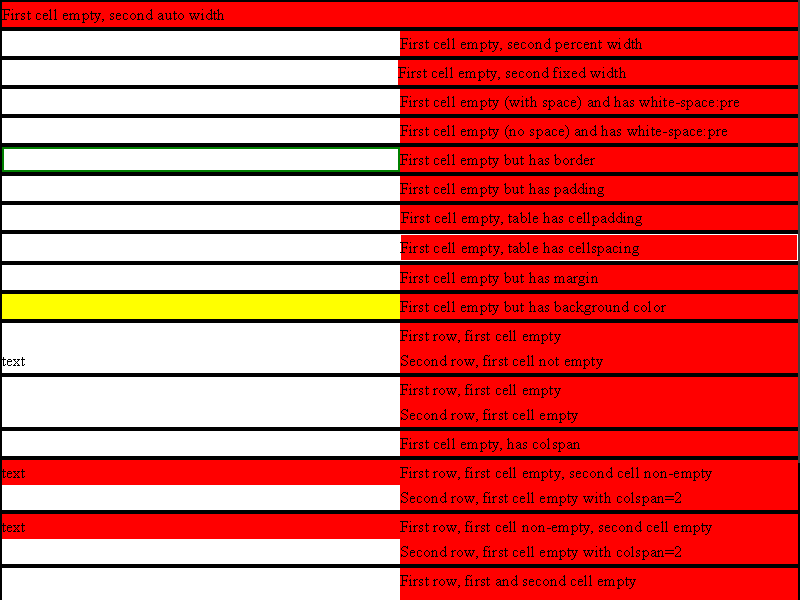 First cell empty, second auto width
First cell empty, second percent width
First cell empty, second fixed width
First cell empty (with space) and has white-space pre
First cell empty (no space) and has white-space pre
First cell empty but has border
First cell empty but has padding
First cell empty, table has cellpadding
First cell empty, table has cellspacing
First cell empty but has margin
First cell empty but has background color
First row, first cell empty
text Second row, first cell not empty
First row, first cell empty
Second row, first cell empty
First cell empty, has colspan
text First row, first cell empty, second cell non-empty
Second row, first cell empty with colspan=2
text First row, first cell non-empty, second cell empty
Second row, first cell empty with colspan=2
First row, first and second cell empty